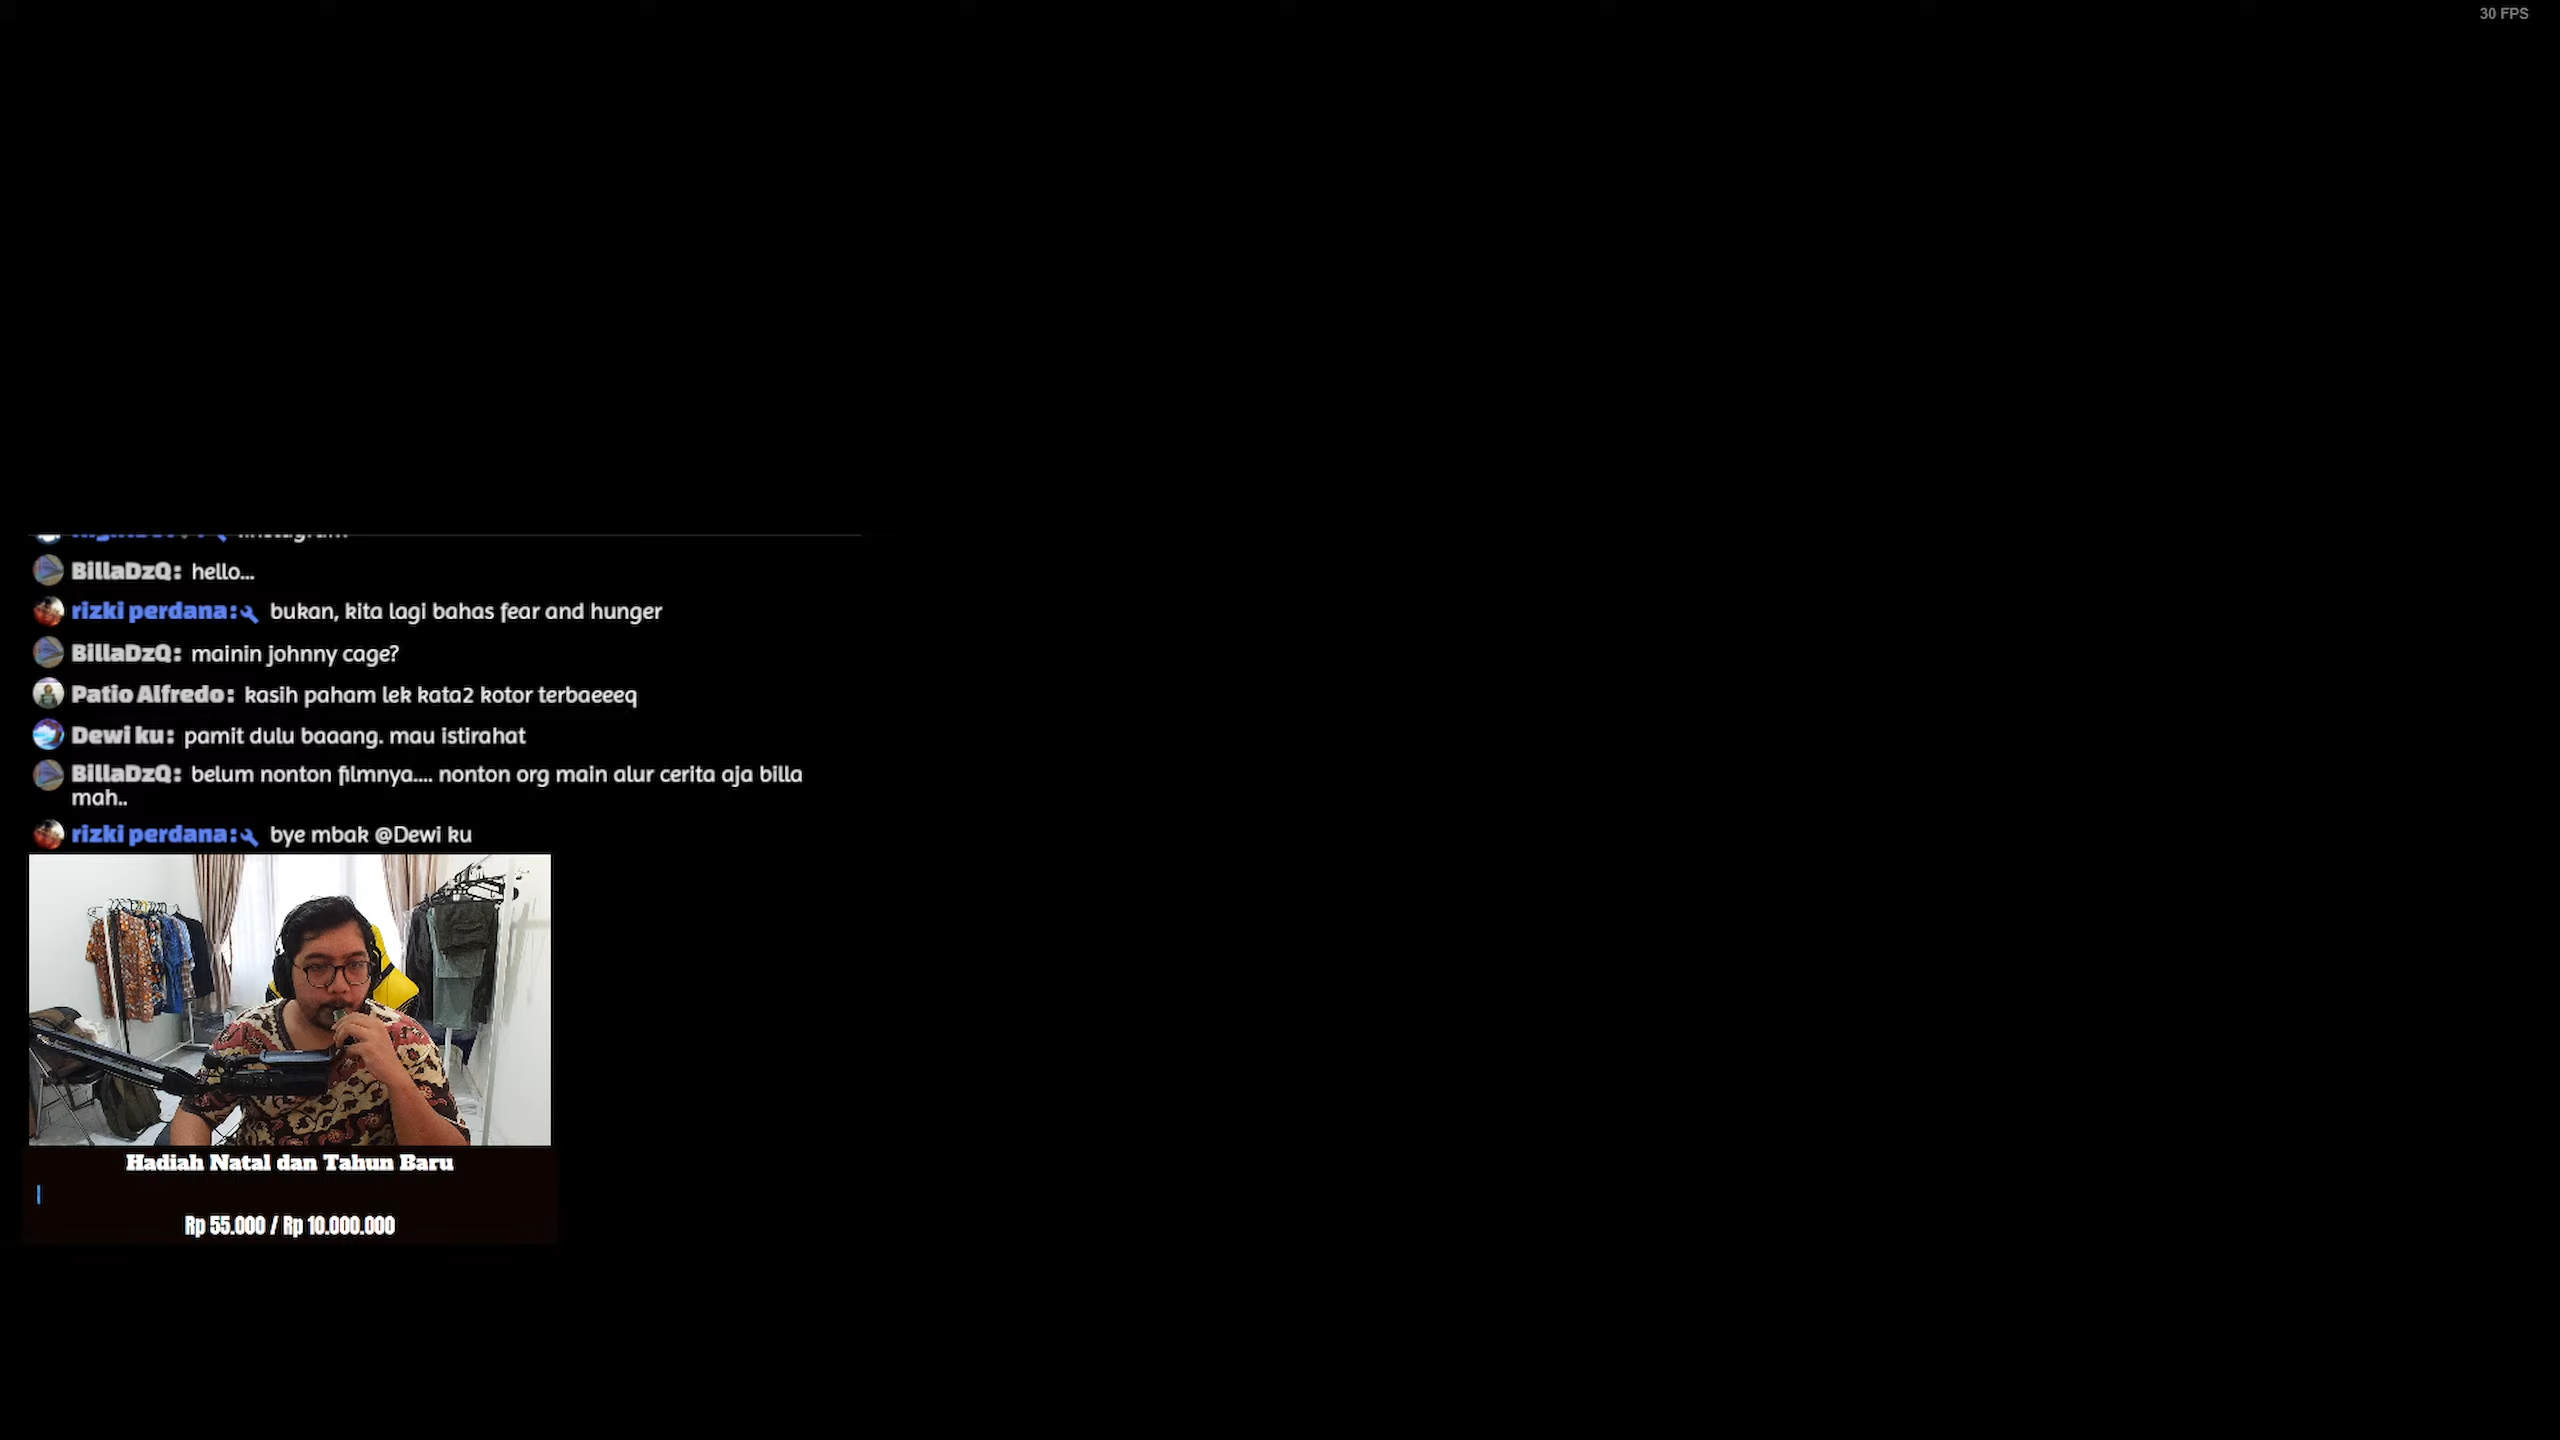 30 FPS
BillaDzQ: hello...
rizki perdana: bukan, kita lagi bahas fear and hunger
BillaDzQ: mainin johnny cage?
Patio Alfredo: kasih paham lek kata2 kotor terbaeeeq
Dewi ku: pamit dulu baaang. mau istirahat
BillaDzQ: belum nonton filmnya.... nonton org main alur cerita aja billa
mah..
rizki perdana: bye mbak @Dewi ku
Hadiah Natal dan Tahun Baru
Rp 55.000 / Rp 10.000.000